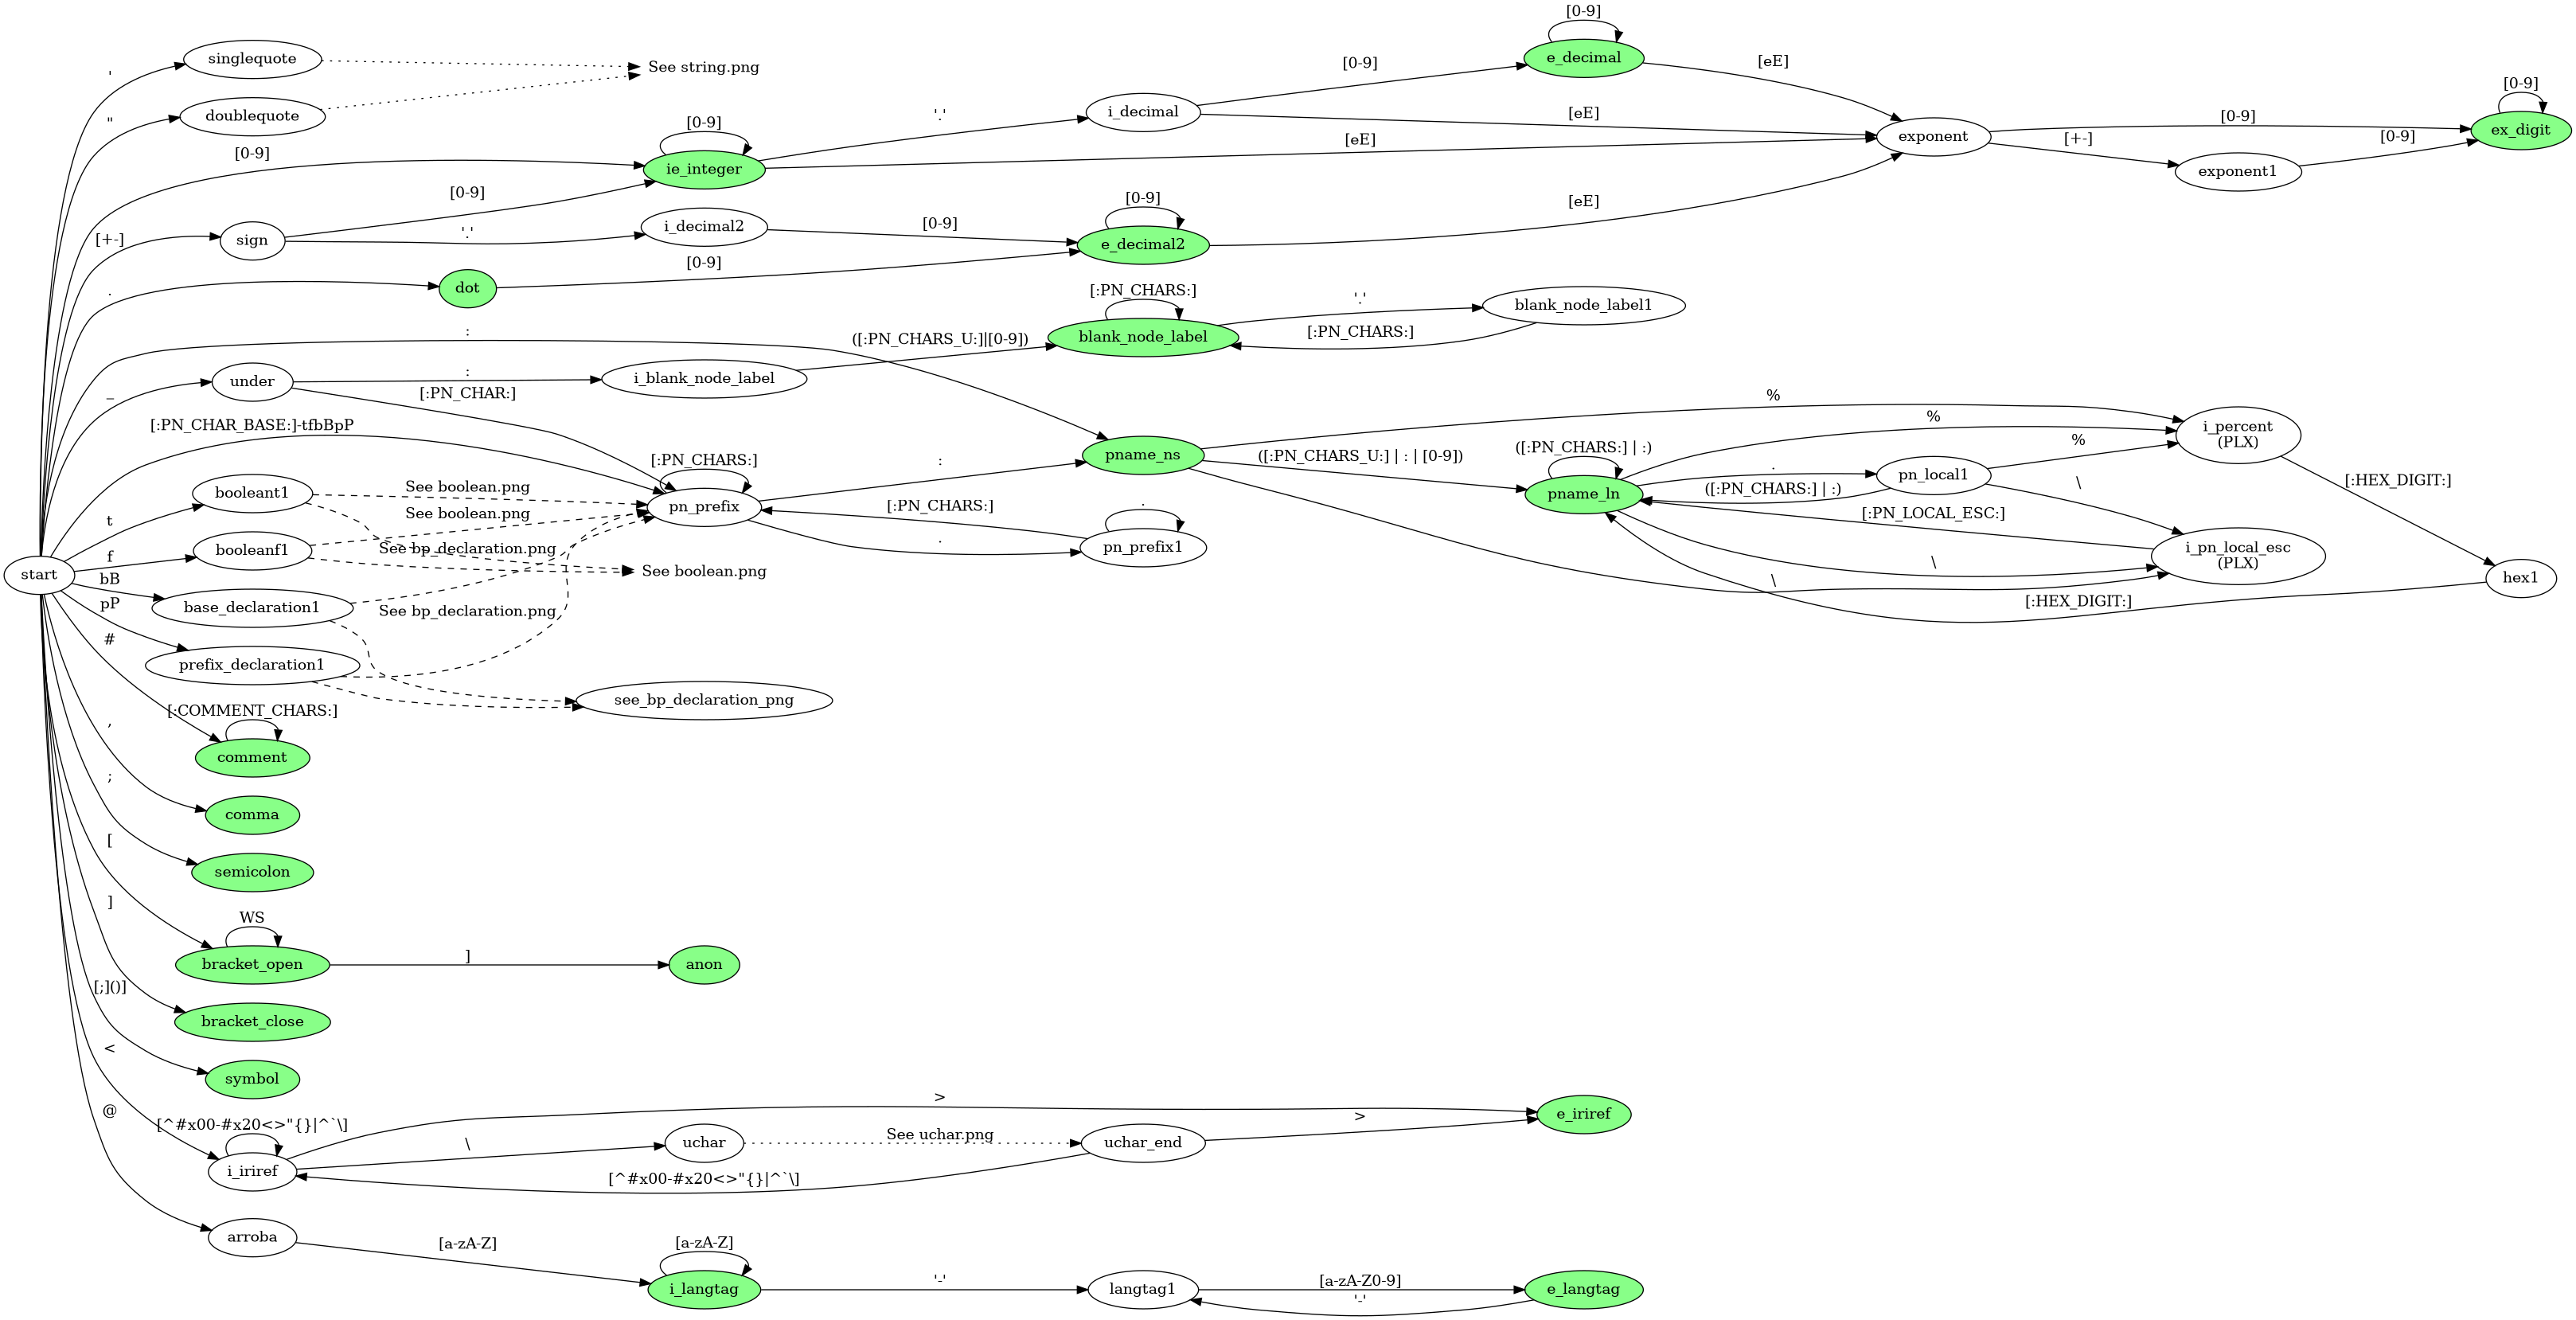 [0-9]
'
singlequote
See string.png
[0-9]
e_decimal
[eE]
"
doublequote
[0-9]
'.'
i_decimal
[eE]
[0-9]
ie_integer
[eE]
exponent
[0-9]
[0-9]
ex_digit
[+-]
exponent1
[0-9]
[0-9]
[+-]
sign
'.'
i_decimal2
[0-9]
[0-9]
e_decimal2
[eE]
.
dot
[0-9]
:
([:PN_CHARS_U:]|[0-9])
[:PN_CHARS:]
blank_node_label
'.'
blank_node_label1
[:PN_CHARS:]
_
under
:
i_blank_node_label
[:PN_CHAR:]
[:PN_CHAR_BASE:]-tfbBpP
[:PN_CHARS:]
pn_prefix
:
pname_ns
%
([:PN_CHARS_U:] | : | [0-9])
([:PN_CHARS:] | :)
pname_ln
%
.
pn_local1
([:PN_CHARS:] | :)
%
i_percent
(PLX)
[:HEX_DIGIT:]
\
[:PN_LOCAL_ESC:]
i_pn_local_esc
(PLX)
hex1
\
\
[:HEX_DIGIT:]
[:PN_CHARS:]
.
.
pn_prefix1
t
booleant1
See boolean.png
f
booleanf1
See boolean.png
See boolean.png
start
bB
base_declaration1
See bp_declaration.png
pP
prefix_declaration1
See bp_declaration.png
see_bp_declaration_png
#
[:COMMENT_CHARS:]
comment
,
comma
;
semicolon
[
WS
bracket_open
]
anon
]
bracket_close
[;]()]
symbol
<
[^#x00-#x20<>"{}|^`\]
i_iriref
>
\
uchar
See uchar.png
uchar_end
>
e_iriref
[^#x00-#x20<>"{}|^`\]
@
arroba
[a-zA-Z]
[a-zA-Z]
i_langtag
'-'
langtag1
[a-zA-Z0-9]
'-'
e_langtag